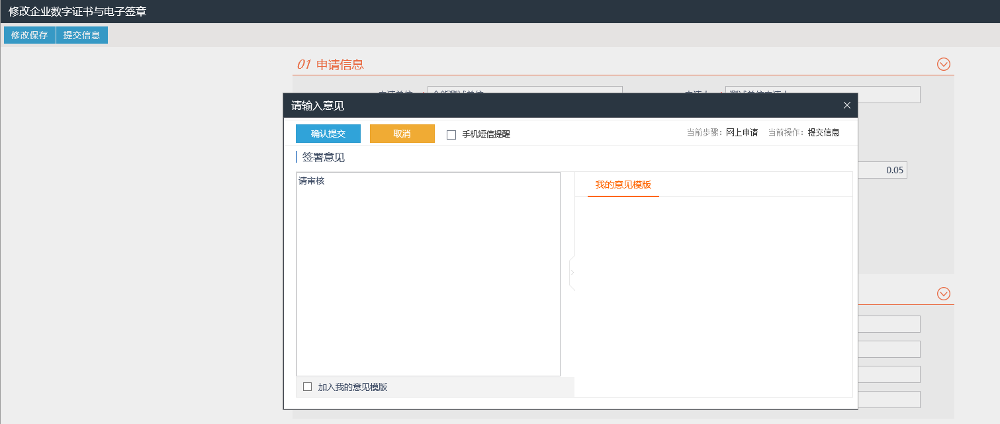 修改企业数字证书与电子签章
修改保存 提交信息
01 申请信息
请输入意见
确认提交 取消 手机短信提醒 当前步骤：网上申请 当前操作：提交信息
签署意见
0.05
请审核 我的意见模版
加入我的意见模版